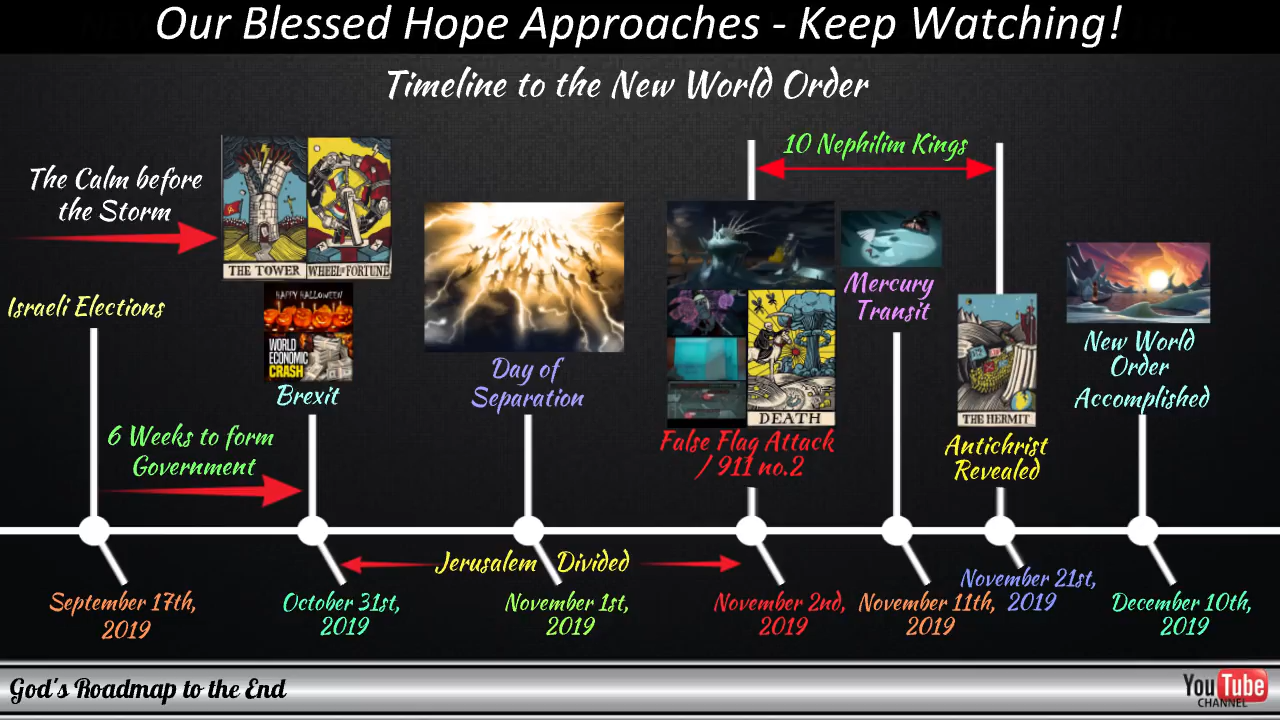 Our Blessed Hope Approaches - Keep Watching!
Timeline to the New World Order
10 Nephilim Kings
The Calm before
the Storm
THE TOWER
WHEEL of FORTUNE
Israeli Elections
HAPPY HALLOWEEN
WORLD
ECONOMIC
CRASH
Brexit
Day of
Separation
DEATH
False Flag Attack
/ 911 no.2
Mercury
Transit
THE HERMIT
Antichrist
Revealed
New World
Order
Accomplished
6 Weeks to form
Government
Jerusalem Divided
September 17th,
2019
October 31st,
2019
November 1st,
2019
November 2nd,
2019
November 11th,
2019
November 21st,
2019
December 10th,
2019
God's Roadmap to the End
YouTube
CHANNEL